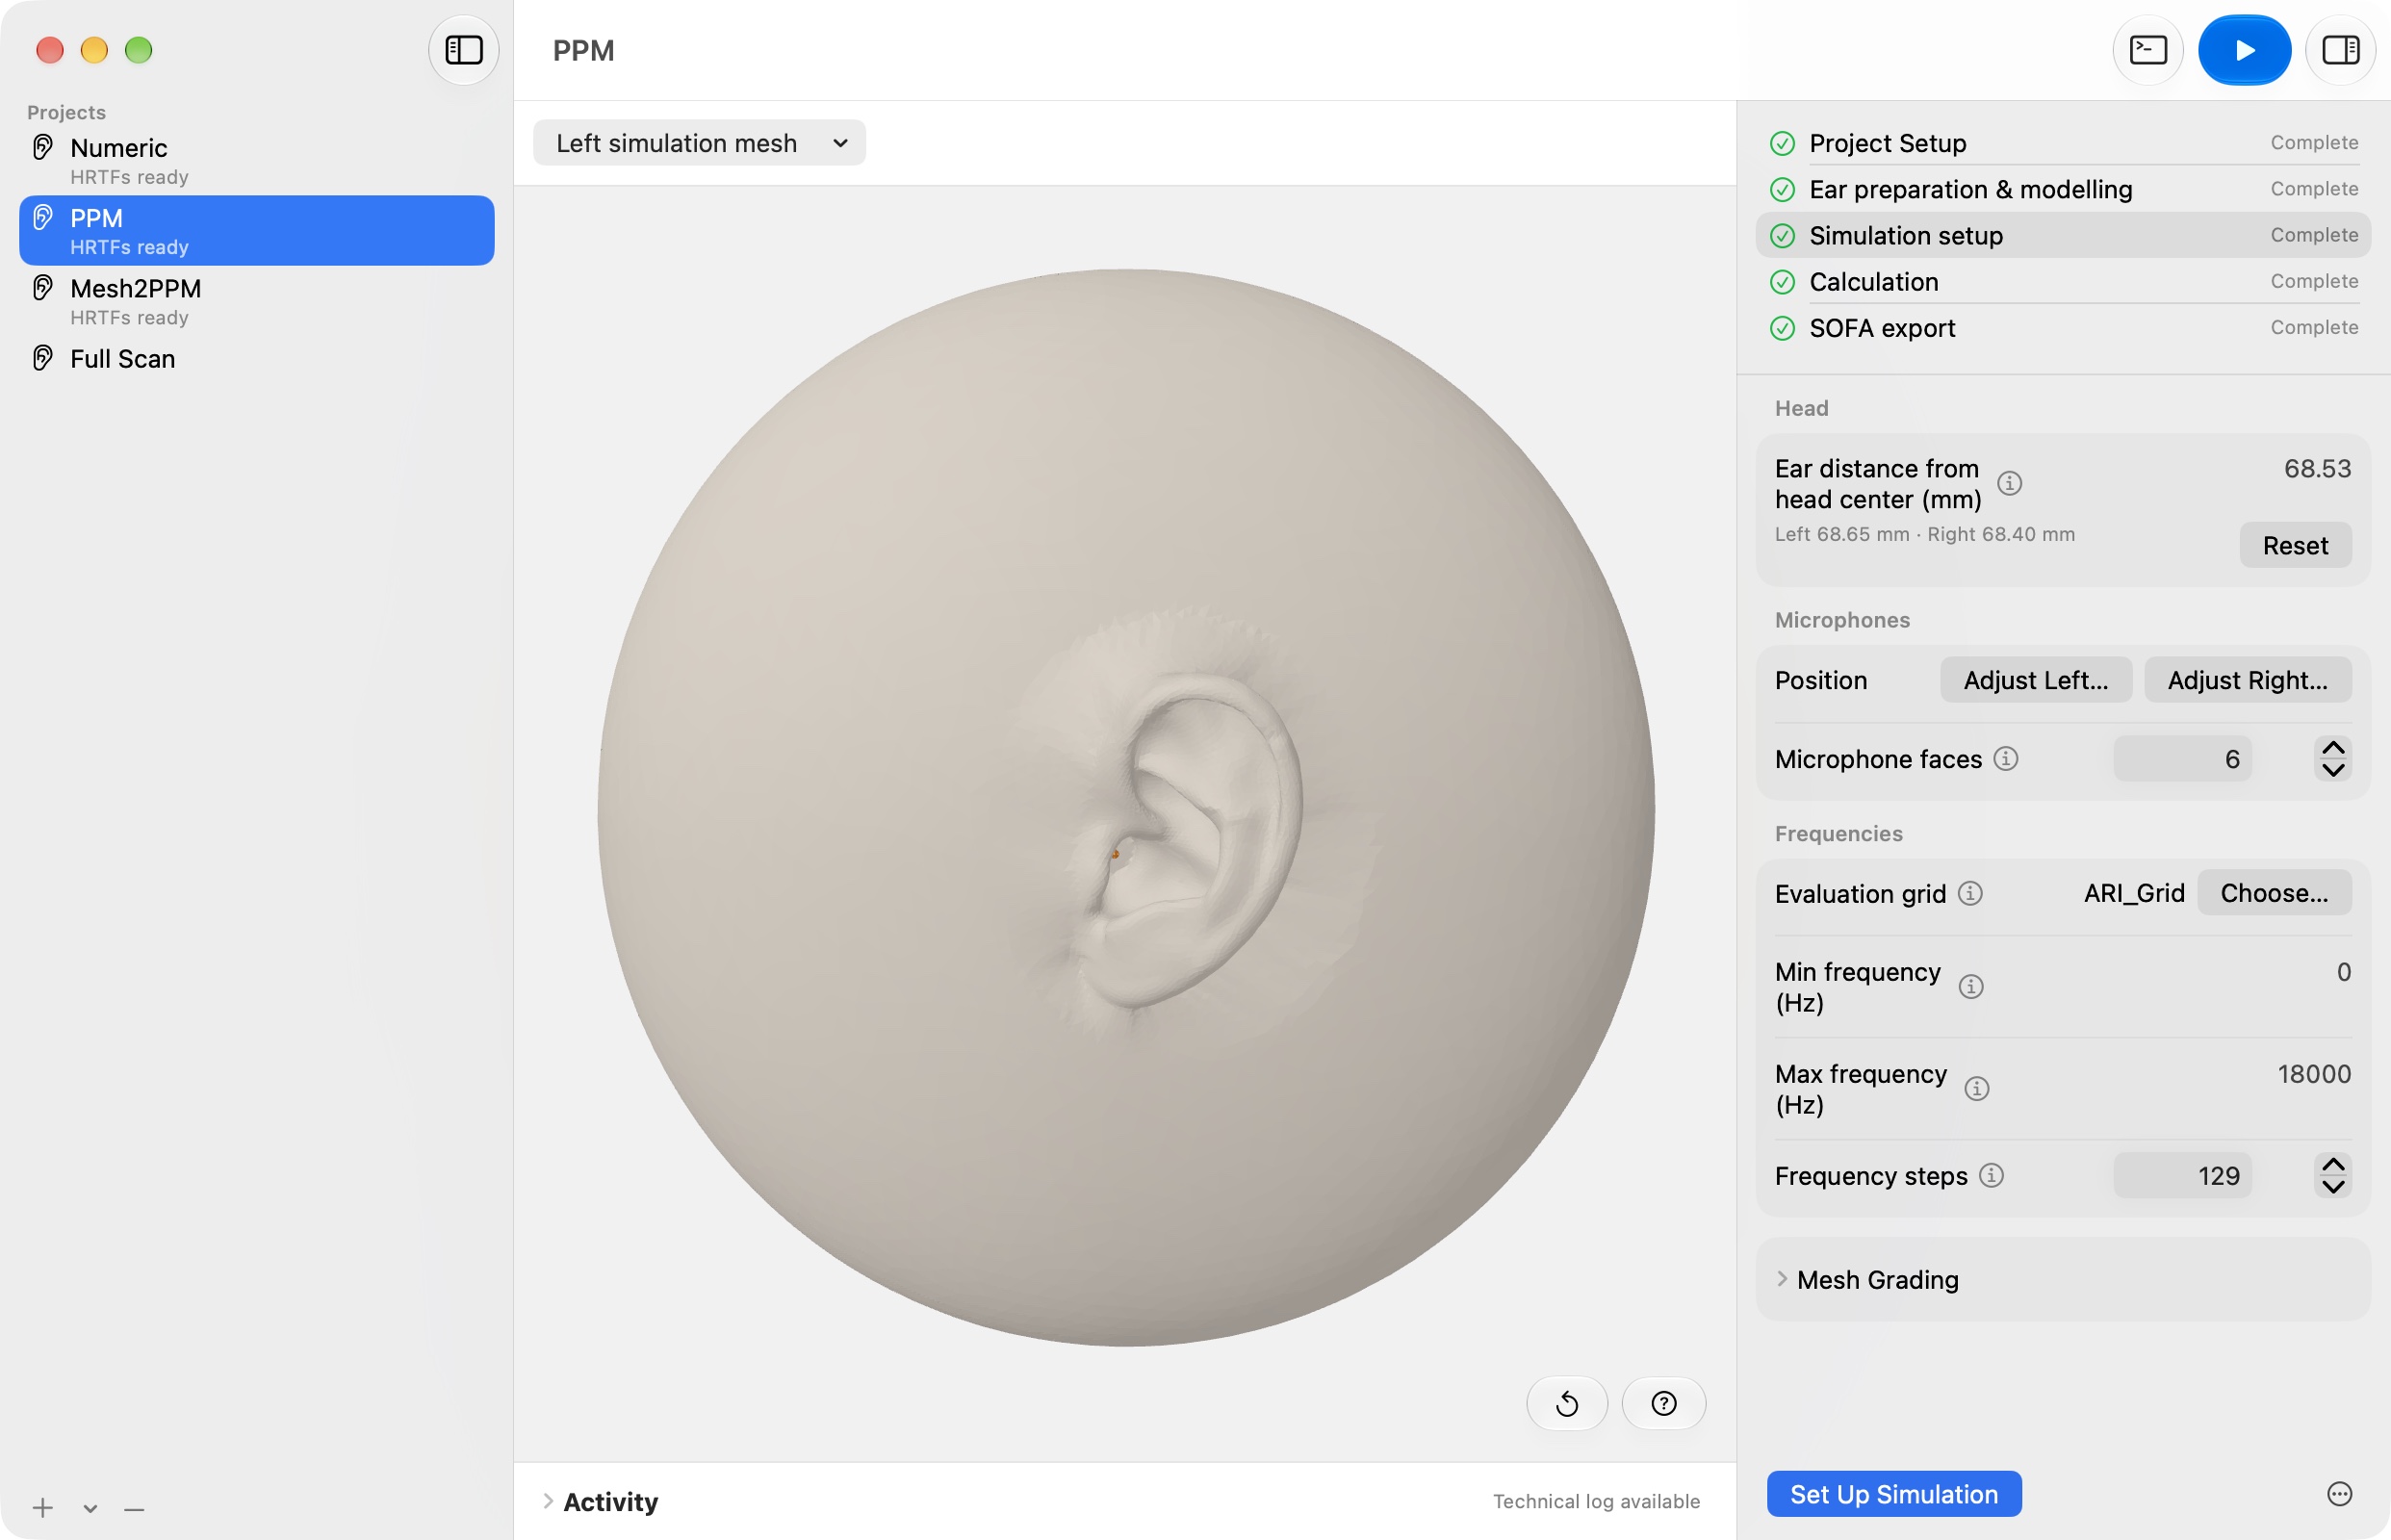 PPM
Projects
Numeric
HRTFs ready
PPM
HRTFs ready
Mesh2PPM
HRTFs ready
Full Scan
Left simulation mesh
Activity
Technical log available
Project Setup
Complete
Ear preparation & modelling
Complete
Simulation setup
Complete
Calculation
Complete
SOFA export
Complete
Head
Ear distance from
head center (mm)
68.53
Left 68.65 mm · Right 68.40 mm
Reset
Microphones
Position
Adjust Left...
Adjust Right...
Microphone faces
6
Frequencies
Evaluation grid
ARI_Grid
Choose...
Min frequency
(Hz)
0
Max frequency
(Hz)
18000
Frequency steps
129
Mesh Grading
Set Up Simulation